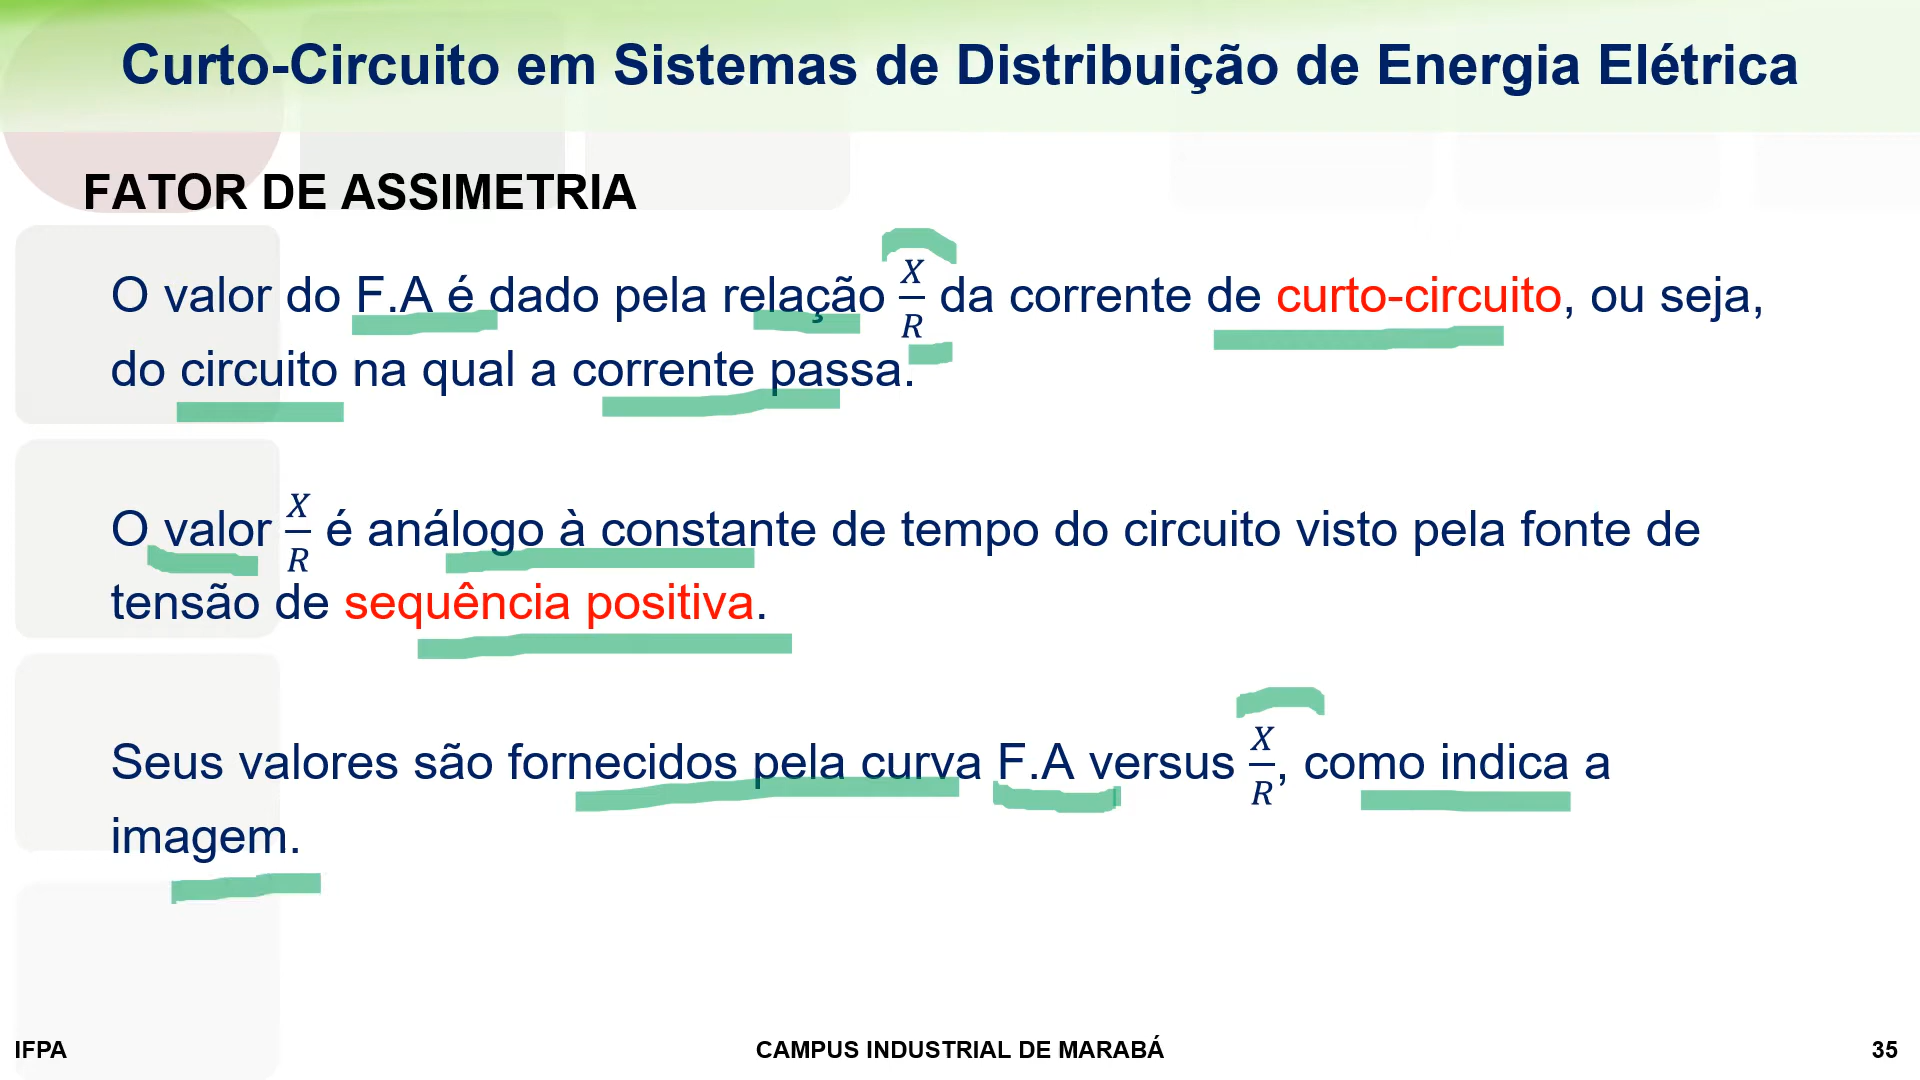 Curto-Circuito em Sistemas de Distribuição de Energia Elétrica
FATOR DE ASSIMETRIA
O valor do F.A é dado pela relação X/R da corrente de curto-circuito, ou seja,
do circuito na qual a corrente passa.
O valor X/R é análogo à constante de tempo do circuito visto pela fonte de
tensão de sequência positiva.
Seus valores são fornecidos pela curva F.A versus X/R, como indica a
imagem.
IFPA
CAMPUS INDUSTRIAL DE MARABÁ
35